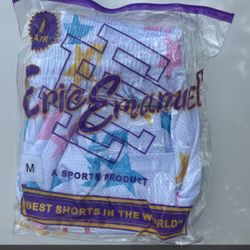 1
PAIR
EE
Eric Emanuel
M
A SPORTS PRODUCT
"BEST SHORTS IN THE WORLD"